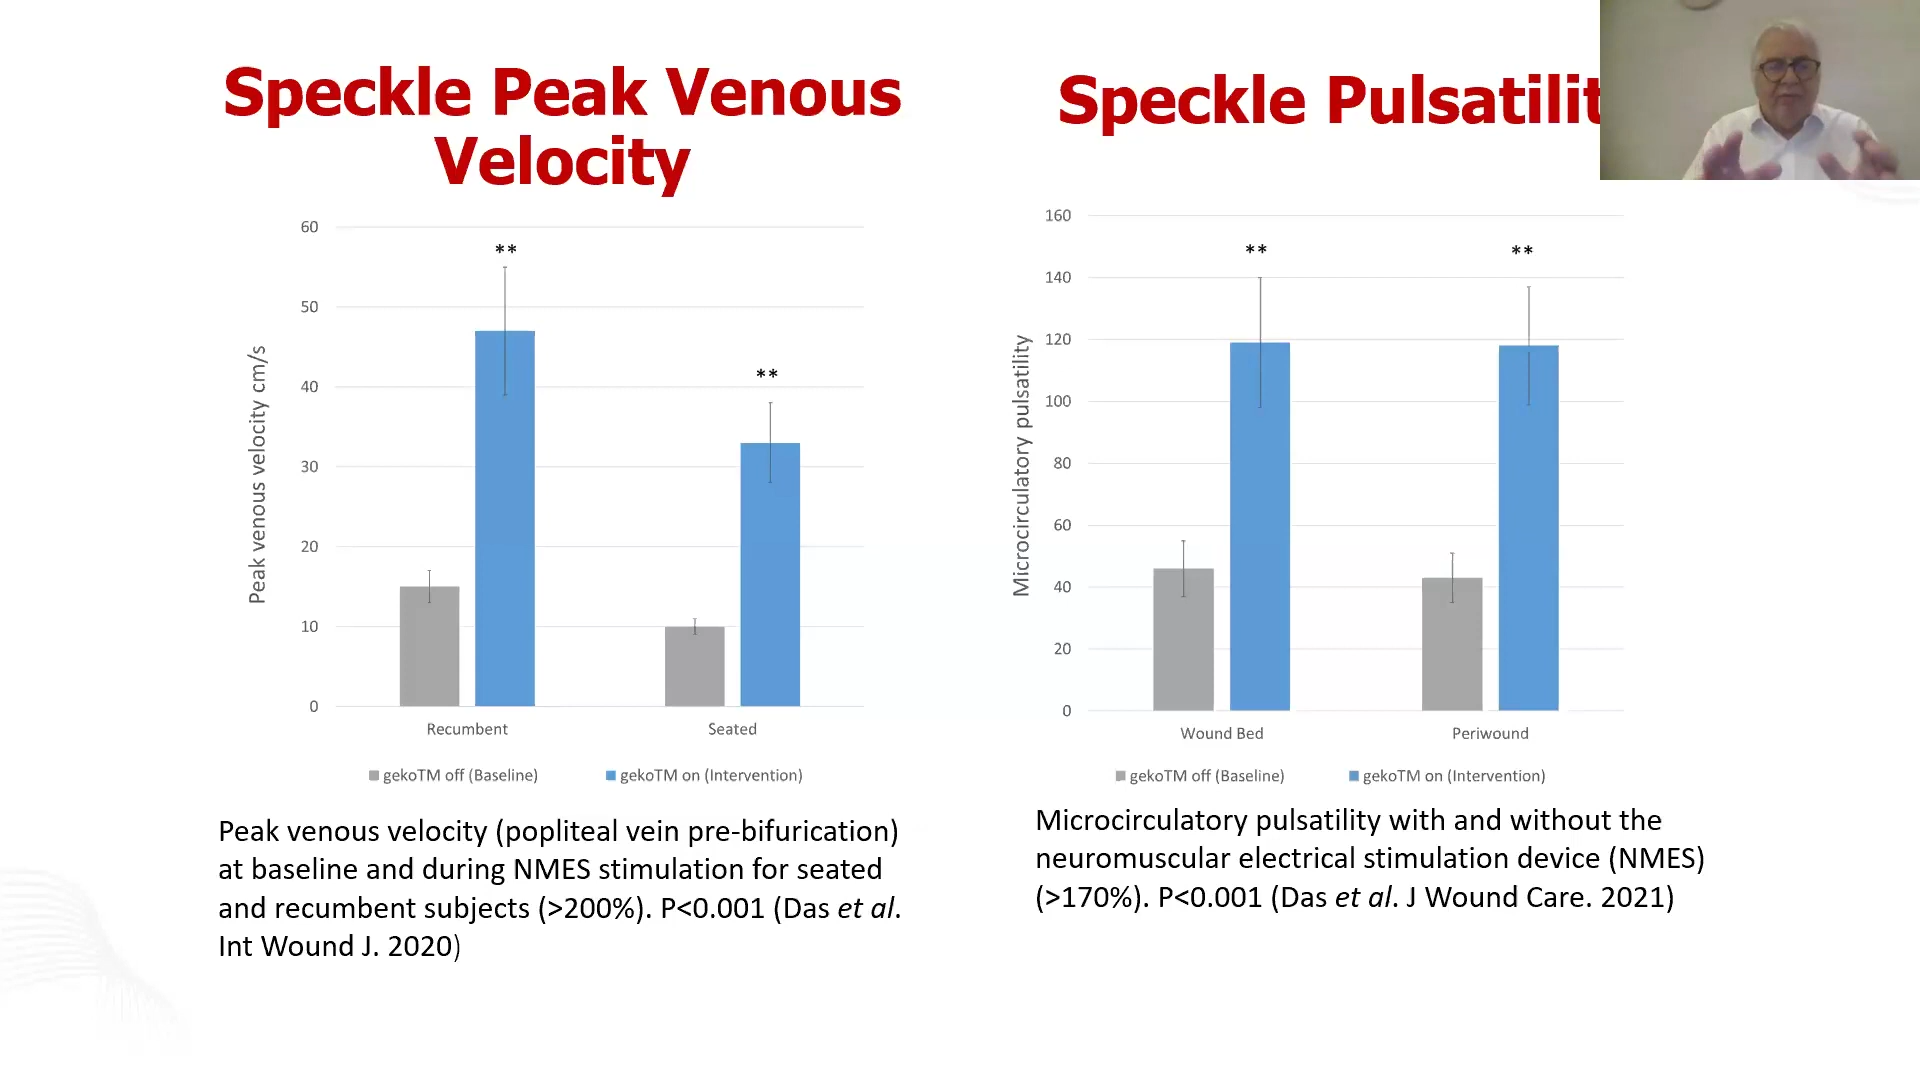 Speckle Peak Venous
Velocity
60
50
40
30
20
10
0
Peak venous velocity cm/s
**
**
Recumbent
Seated
gekoTM off (Baseline)
gekoTM on (Intervention)
Peak venous velocity (popliteal vein pre-bifurication)
at baseline and during NMES stimulation for seated
and recumbent subjects (>200%). P<0.001 (Das et al.
Int Wound J. 2020)
Speckle Pulsatilit
160
140
120
100
80
60
40
20
0
Microcirculatory pulsatility
**
**
Wound Bed
Periwound
gekoTM off (Baseline)
gekoTM on (Intervention)
Microcirculatory pulsatility with and without the
neuromuscular electrical stimulation device (NMES)
(>170%). P<0.001 (Das et al. J Wound Care. 2021)